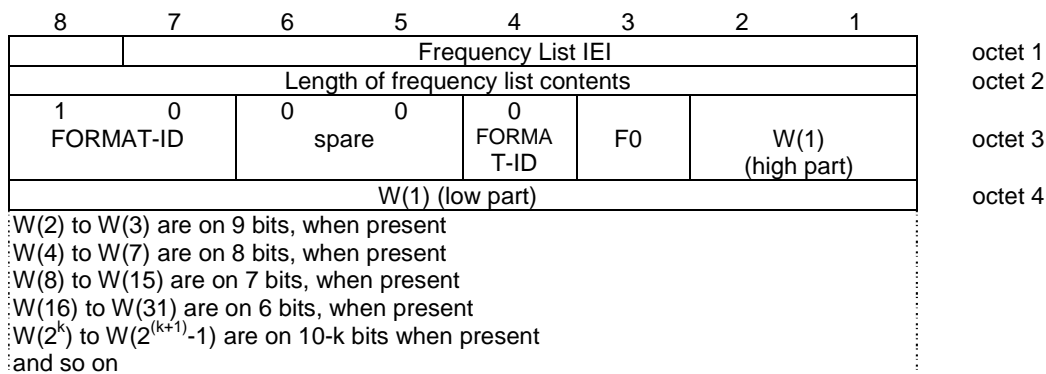 8 7 6 5 4 3 2 1
Frequency List IEI octet 1
Length of frequency list contents octet 2
1 0 0 0 0
FORMAT-ID spare FORMA F0 W(1) octet 3
T-ID (high part)
W(1) (low part) octet 4
W(2) to W(3) are on 9 bits, when present
W(4) to W(7) are on 8 bits, when present
W(8) to W(15) are on 7 bits, when present
W(16) to W(31) are on 6 bits, when present
W(2^k) to W(2^(k+1)-1) are on 10-k bits when present
and so on